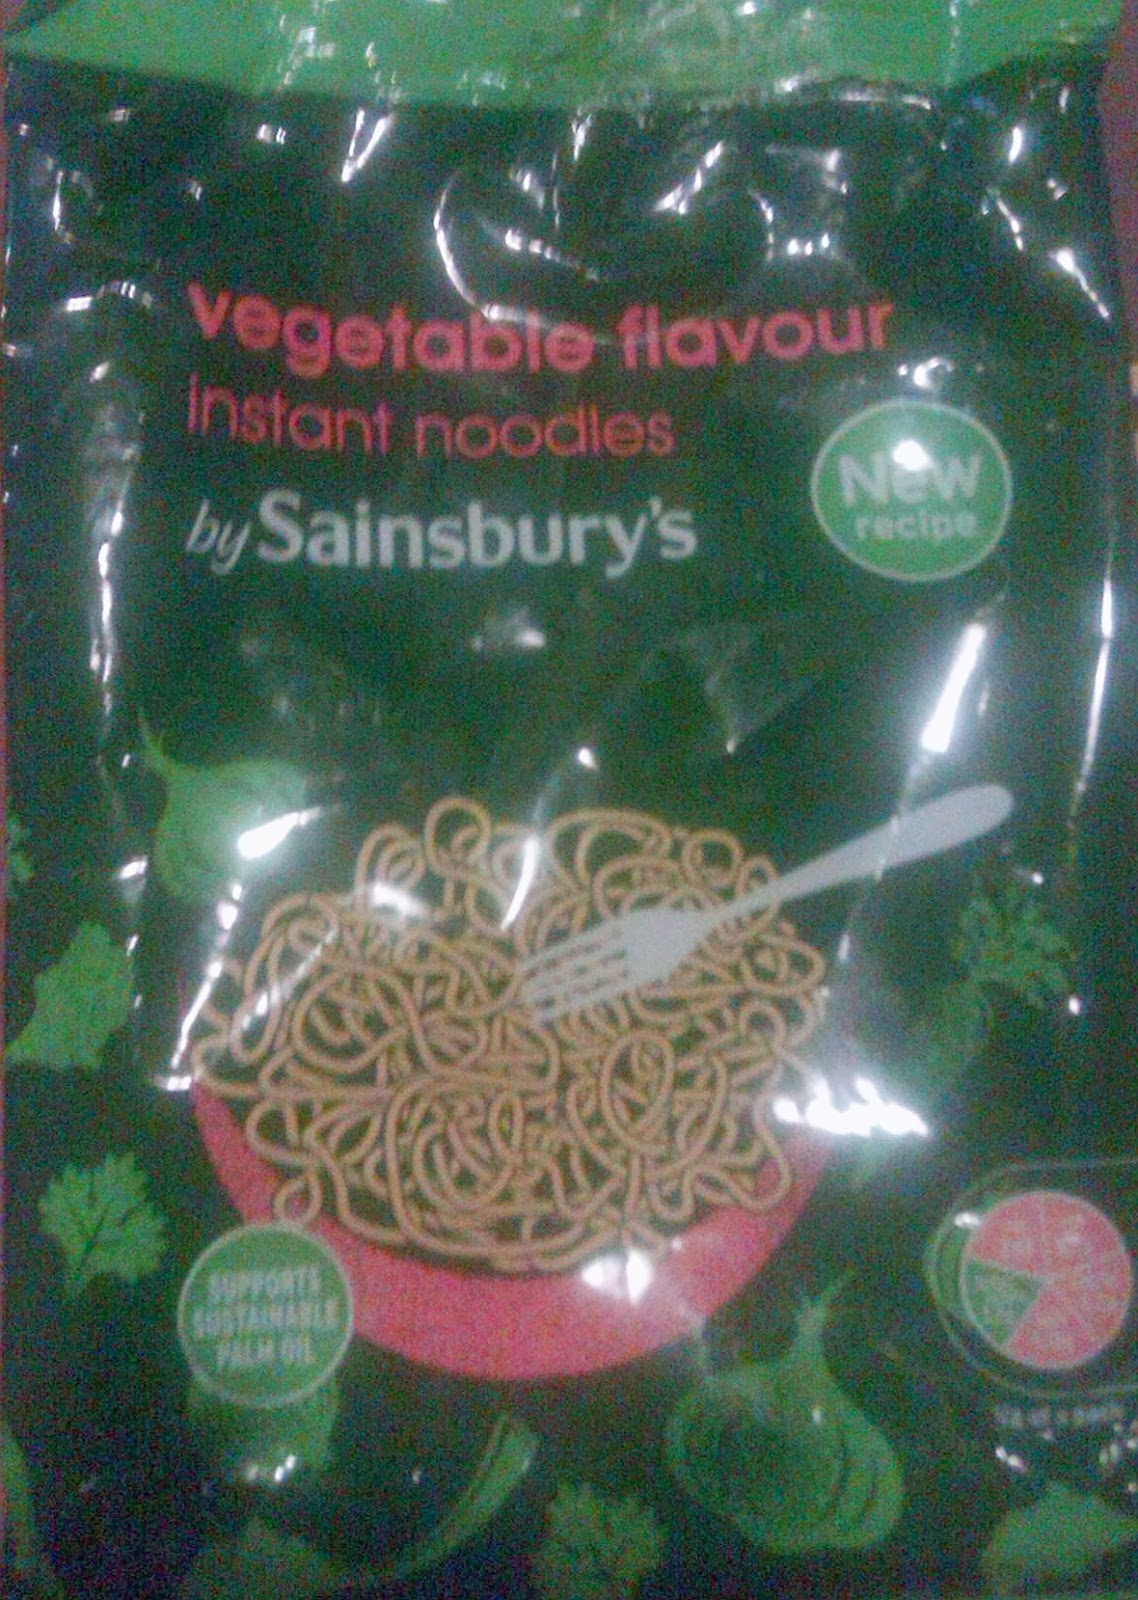 vegetable flavour
instant noodles
by Sainsbury's
New
recipe
SUPPORTS
SUSTAINABLE
PALM OIL